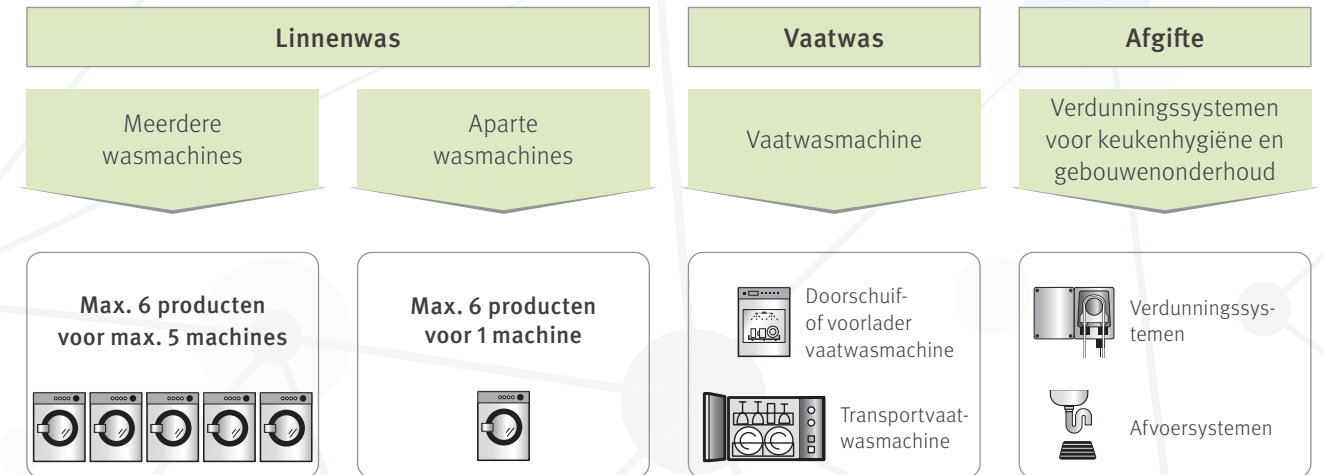 Linnenwas
Vaatwas
Afgifte
Meerdere
wasmachines
Aparte
wasmachines
Vaatwasmachine
Verdunningssystemen
voor keukenhygiëne en
gebouwenonderhoud
Max. 6 producten
voor max. 5 machines
Max. 6 producten
voor 1 machine
Doorschuif-
of voorlader
vaatwasmachine
Transportvaat-
wasmachine
Verdunningssys-
temen
Afvoersystemen